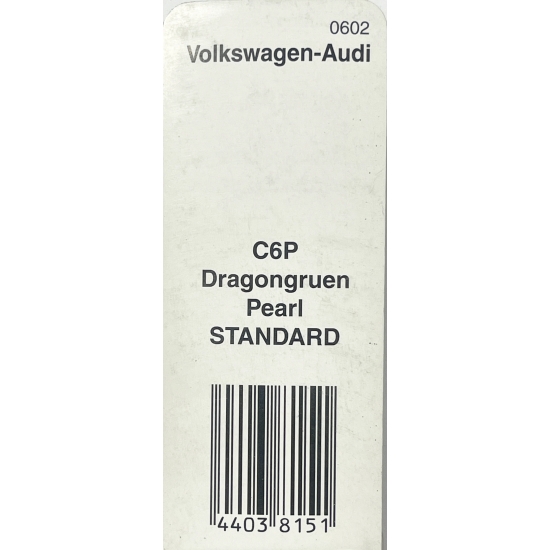 0602
Volkswagen-Audi
C6P
Dragongruen
Pearl
STANDARD
4403 8151